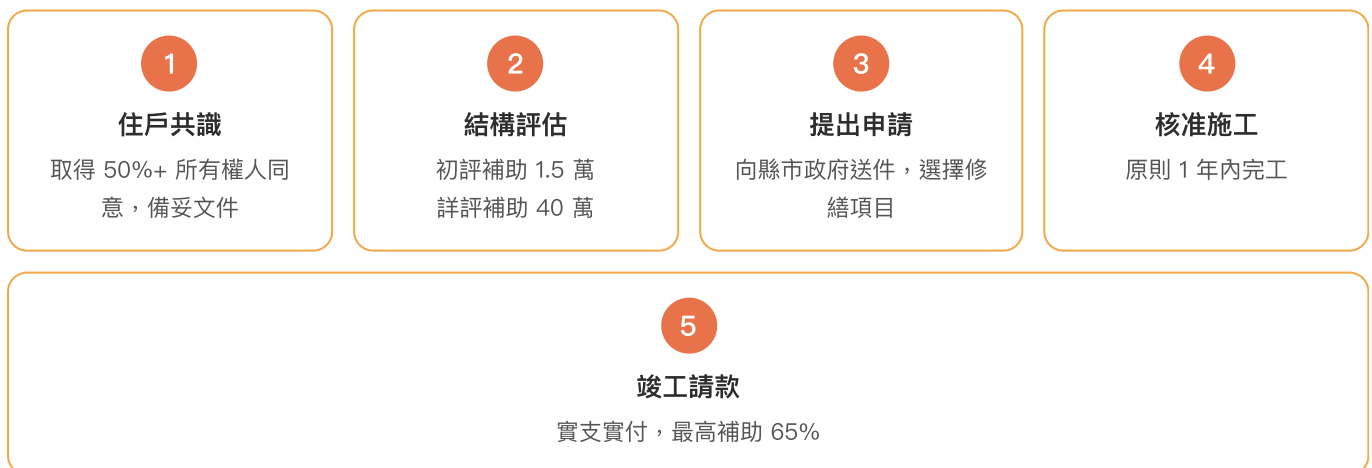 1
住戶共識
取得 50%+ 所有權人同
意，備妥文件
2
結構評估
初評補助 1.5 萬
詳評補助 40 萬
3
提出申請
向縣市政府送件，選擇修
繕項目
4
核准施工
原則 1 年內完工
5
竣工請款
實支實付，最高補助 65%